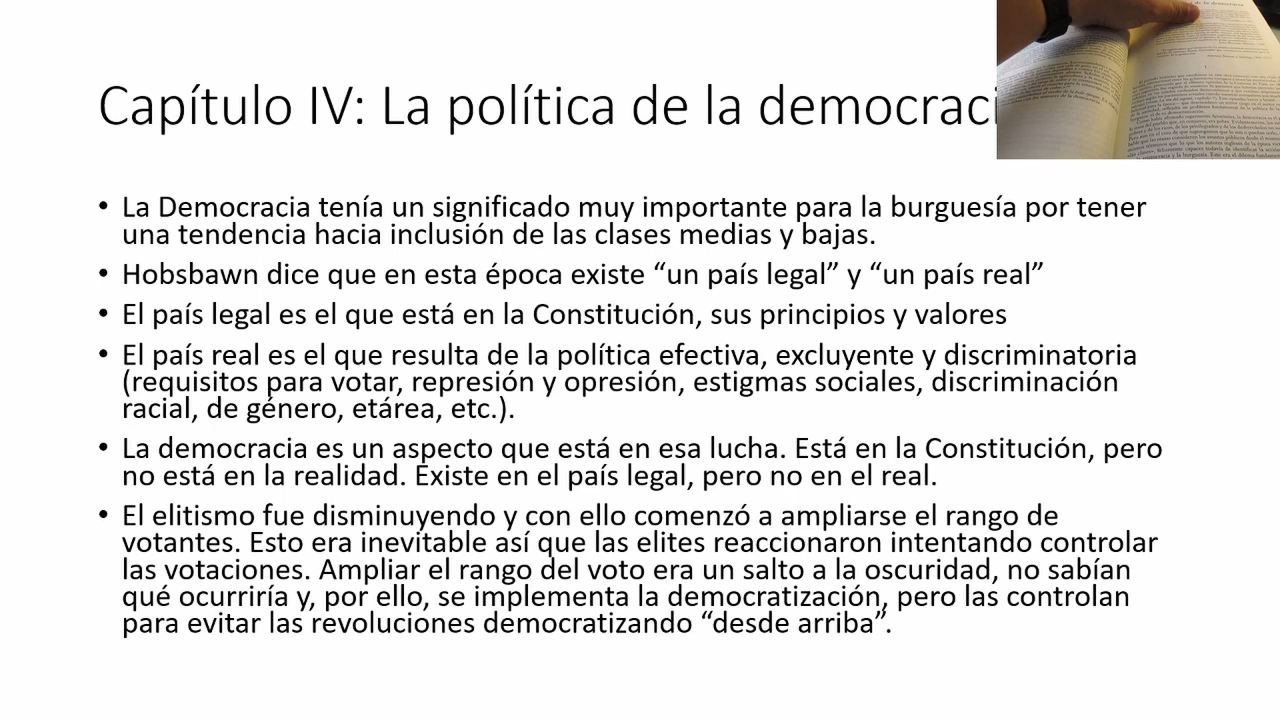 Capítulo IV: La política de la democraci
• La Democracia tenía un significado muy importante para la burguesía por tener
una tendencia hacia inclusión de las clases medias y bajas.
• Hobsbawn dice que en esta época existe “un país legal” y “un país real”
• El país legal es el que está en la Constitución, sus principios y valores
• El país real es el que resulta de la política efectiva, excluyente y discriminatoria
(requisitos para votar, represión y opresión, estigmas sociales, discriminación
racial, de género, etárea, etc.).
• La democracia es un aspecto que está en esa lucha. Está en la Constitución, pero
no está en la realidad. Existe en el país legal, pero no en el real.
• El elitismo fue disminuyendo y con ello comenzó a ampliarse el rango de
votantes. Esto era inevitable así que las elites reaccionaron intentando controlar
las votaciones. Ampliar el rango del voto era un salto a la oscuridad, no sabían
qué ocurriría y, por ello, se implementa la democratización, pero las controlan
para evitar las revoluciones democratizando “desde arriba”.